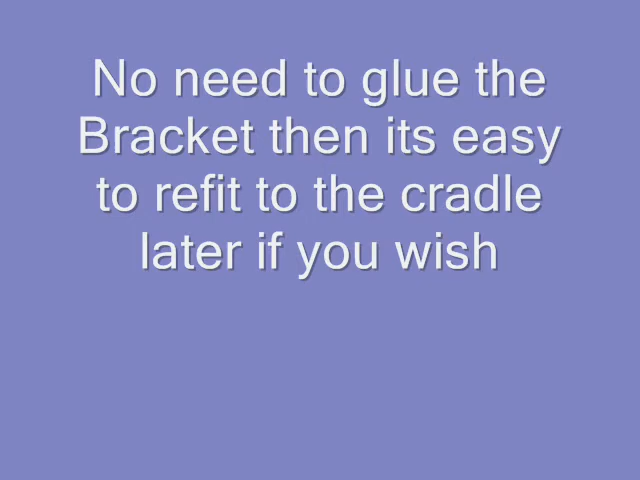 No need to glue the
Bracket then its easy
to refit to the cradle
later if you wish